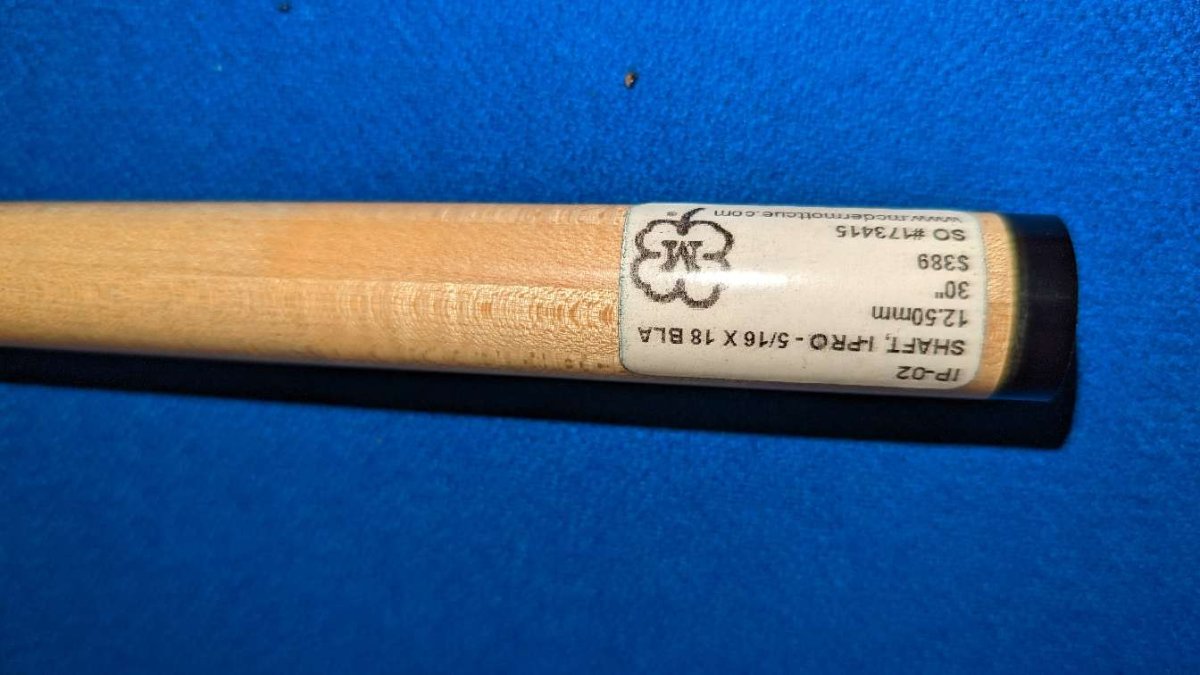 IP-02
SHAFT, I-PRO - 5/16 X 18 BLA
12.50mm
30"
$389
SO #173415
www.mcdermottcue.com
M